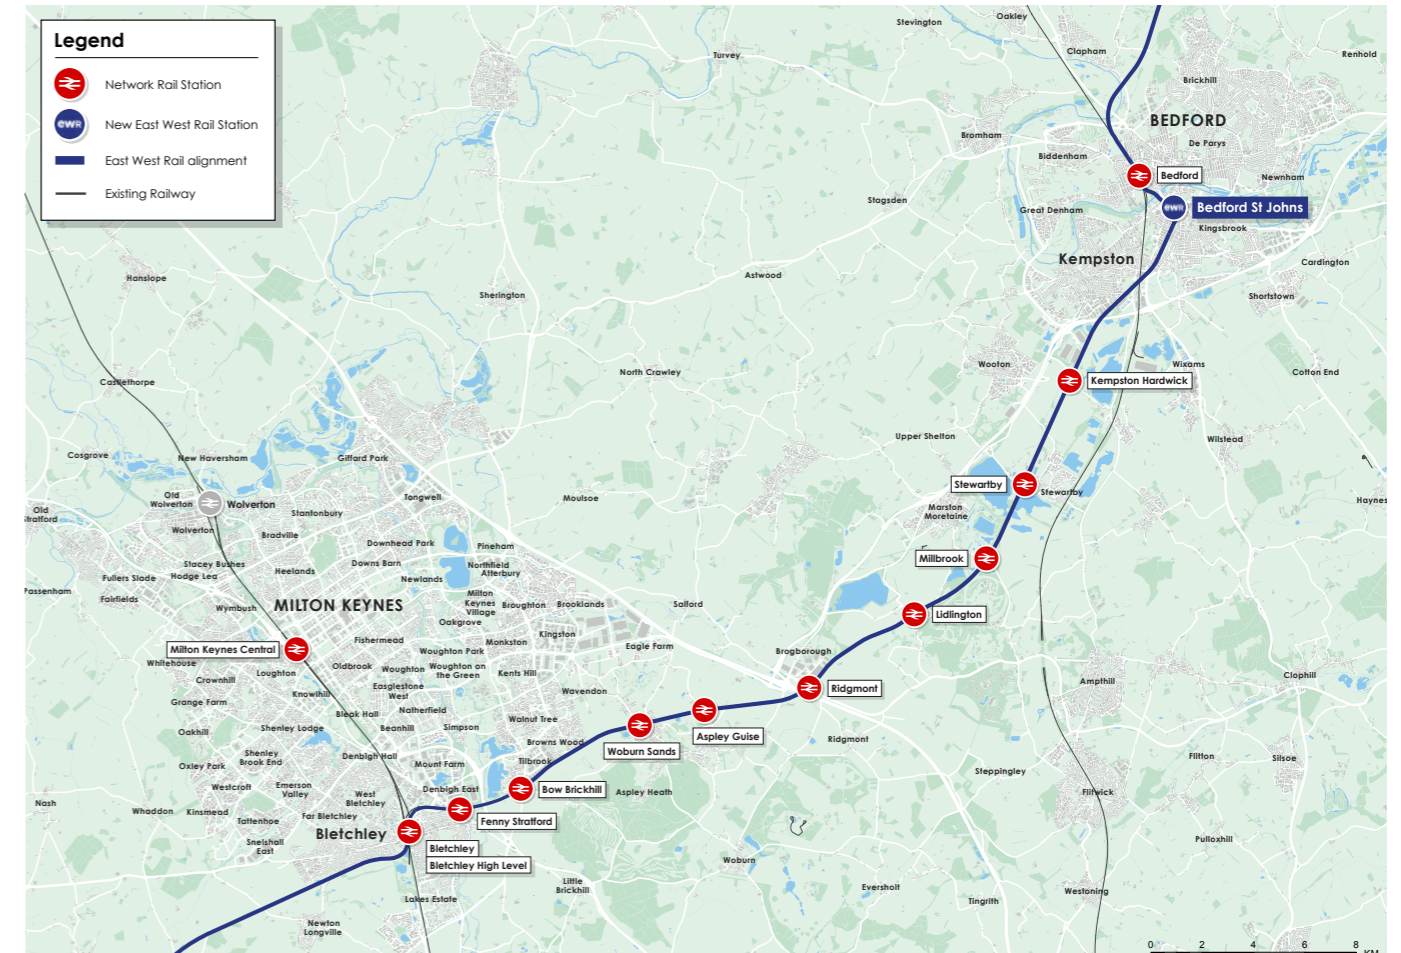 Legend
Network Rail Station
ewr
New East West Rail Station
East West Rail alignment
Existing Railway
Stevington
Oakley
Clapham
Turvey
Renhold
Brickhill
BEDFORD
Bromham
De Parys
Biddenham
Bedford
Newnham
Stagsden
ewr
Bedford St Johns
Great Denham
Kingsbrook
Kempston
Cardington
Hanslope
Astwood
Sherington
Shortstown
Wooton
Wixams
North Crawley
Cotton End
Castlethorpe
Kempston Hardwick
Upper Shelton
Wilstead
Cosgrove
New Haversham
Giffard Park
Stewartby
Stewartby
Old
Wolverton
Wolverton
Tongwell
Moulsoe
Haynes
Old
Stratford
Stantonbury
Marston
Moretaine
Wolverton
Bradville
Downhead Park
Pineham
Millbrook
Stacey Bushes
Downs Barn
Northfield
Atterbury
Fullers Slade
Hodge Lea
Heelands
Newlands
Passenham
Fairfields
Milton
Keynes
Village
Wymbush
MILTON KEYNES
Broughton
Brooklands
Salford
Lidlington
Oakgrove
Fishermead
Monkston
Kingston
Milton Keynes Central
Woughton Park
Eagle Farm
Brogborough
Whitehouse
Loughton
Oldbrook
Woughton
Woughton on
the Green
Kents Hill
Crownhill
Clophill
Ampthill
Knowlhill
Easglestone
West
Wavendon
Ridgmont
Grange Farm
Netherfield
Bleak Hall
Walnut Tree
Oakhill
Shenley Lodge
Beanhill
Simpson
Aspley Guise
Ridgmont
Browns Wood
Woburn Sands
Shenley
Brook End
Denbigh Hall
Tilbrook
Flitton
Silsoe
Oxley Park
Mount Farm
Steppingley
Westcroft
Emerson
Valley
Denbigh East
Bow Brickhill
Aspley Heath
Flitwick
Nash
West
Bletchley
Whaddon
Kinsmead
Far Bletchley
Tattenhoe
Fenny Stratford
Bletchley
Snelshall
East
Bletchley
Bletchley High Level
Pulloxhill
Woburn
Little
Brickhill
Eversholt
Westoning
Lakes Estate
Tingrith
Newton
Longville
0 2 4 6 8
KM